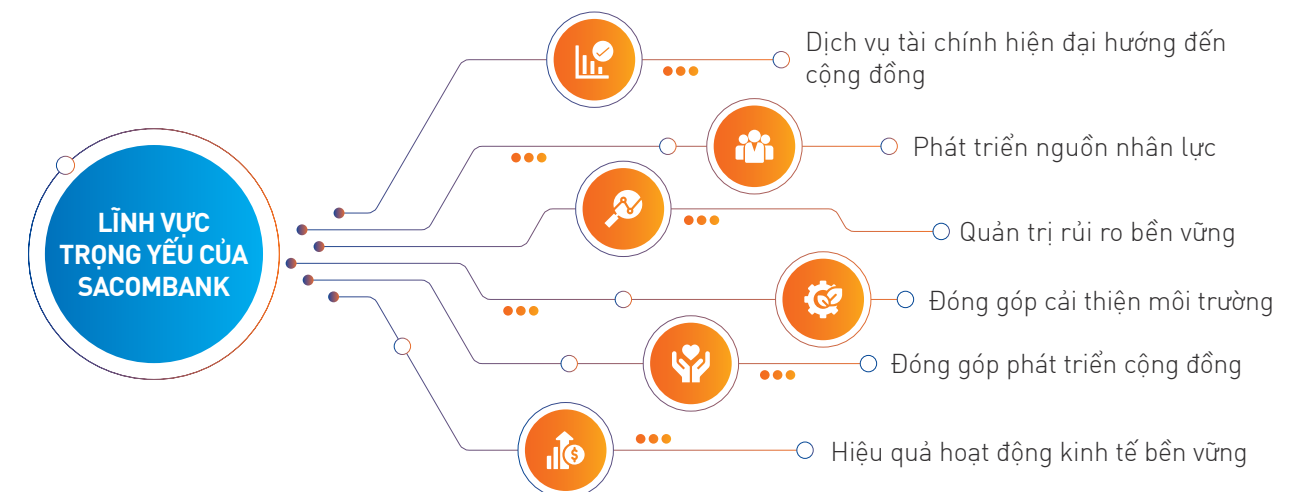 Dịch vụ tài chính hiện đại hướng đến
cộng đồng
Phát triển nguồn nhân lực
LĨNH VỰC
TRỌNG YẾU CỦA
SACOMBANK
Quản trị rủi ro bền vững
Đóng góp cải thiện môi trường
Đóng góp phát triển cộng đồng
Hiệu quả hoạt động kinh tế bền vững